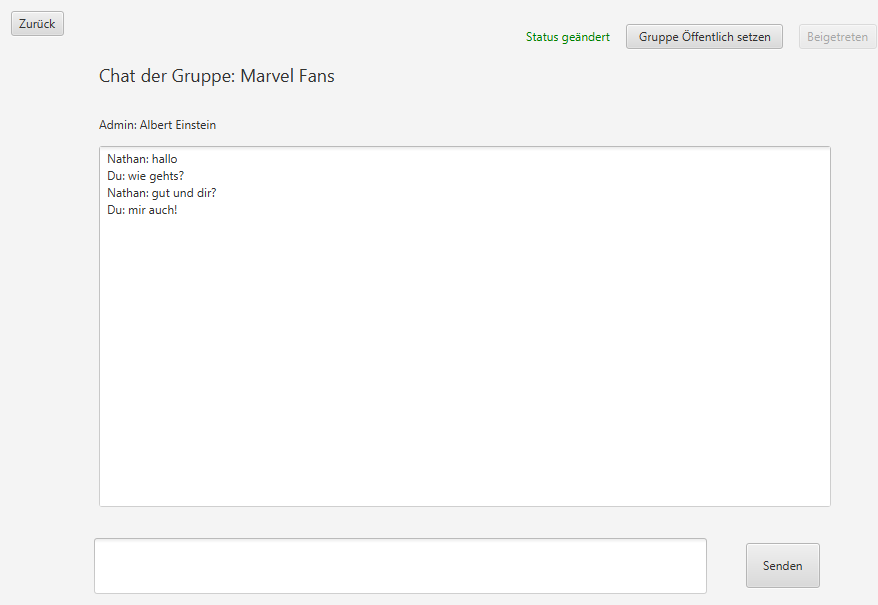 Zurück
Status geändert
Gruppe Öffentlich setzen
Beigetreten
Chat der Gruppe: Marvel Fans
Admin: Albert Einstein
Nathan: hallo
Du: wie gehts?
Nathan: gut und dir?
Du: mir auch!
Senden